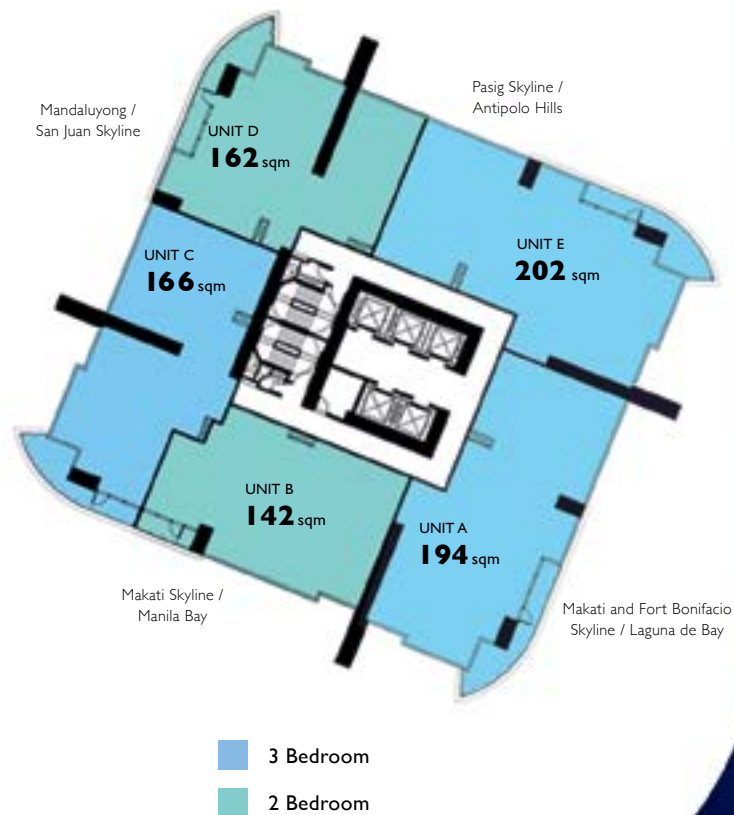 Pasig Skyline /
Antipolo Hills
Mandaluyong /
San Juan Skyline
UNIT D
162 sqm
UNIT E
202 sqm
UNIT C
166 sqm
UNIT B
142 sqm
UNIT A
194 sqm
Makati Skyline /
Manila Bay
Makati and Fort Bonifacio
Skyline / Laguna de Bay
3 Bedroom
2 Bedroom